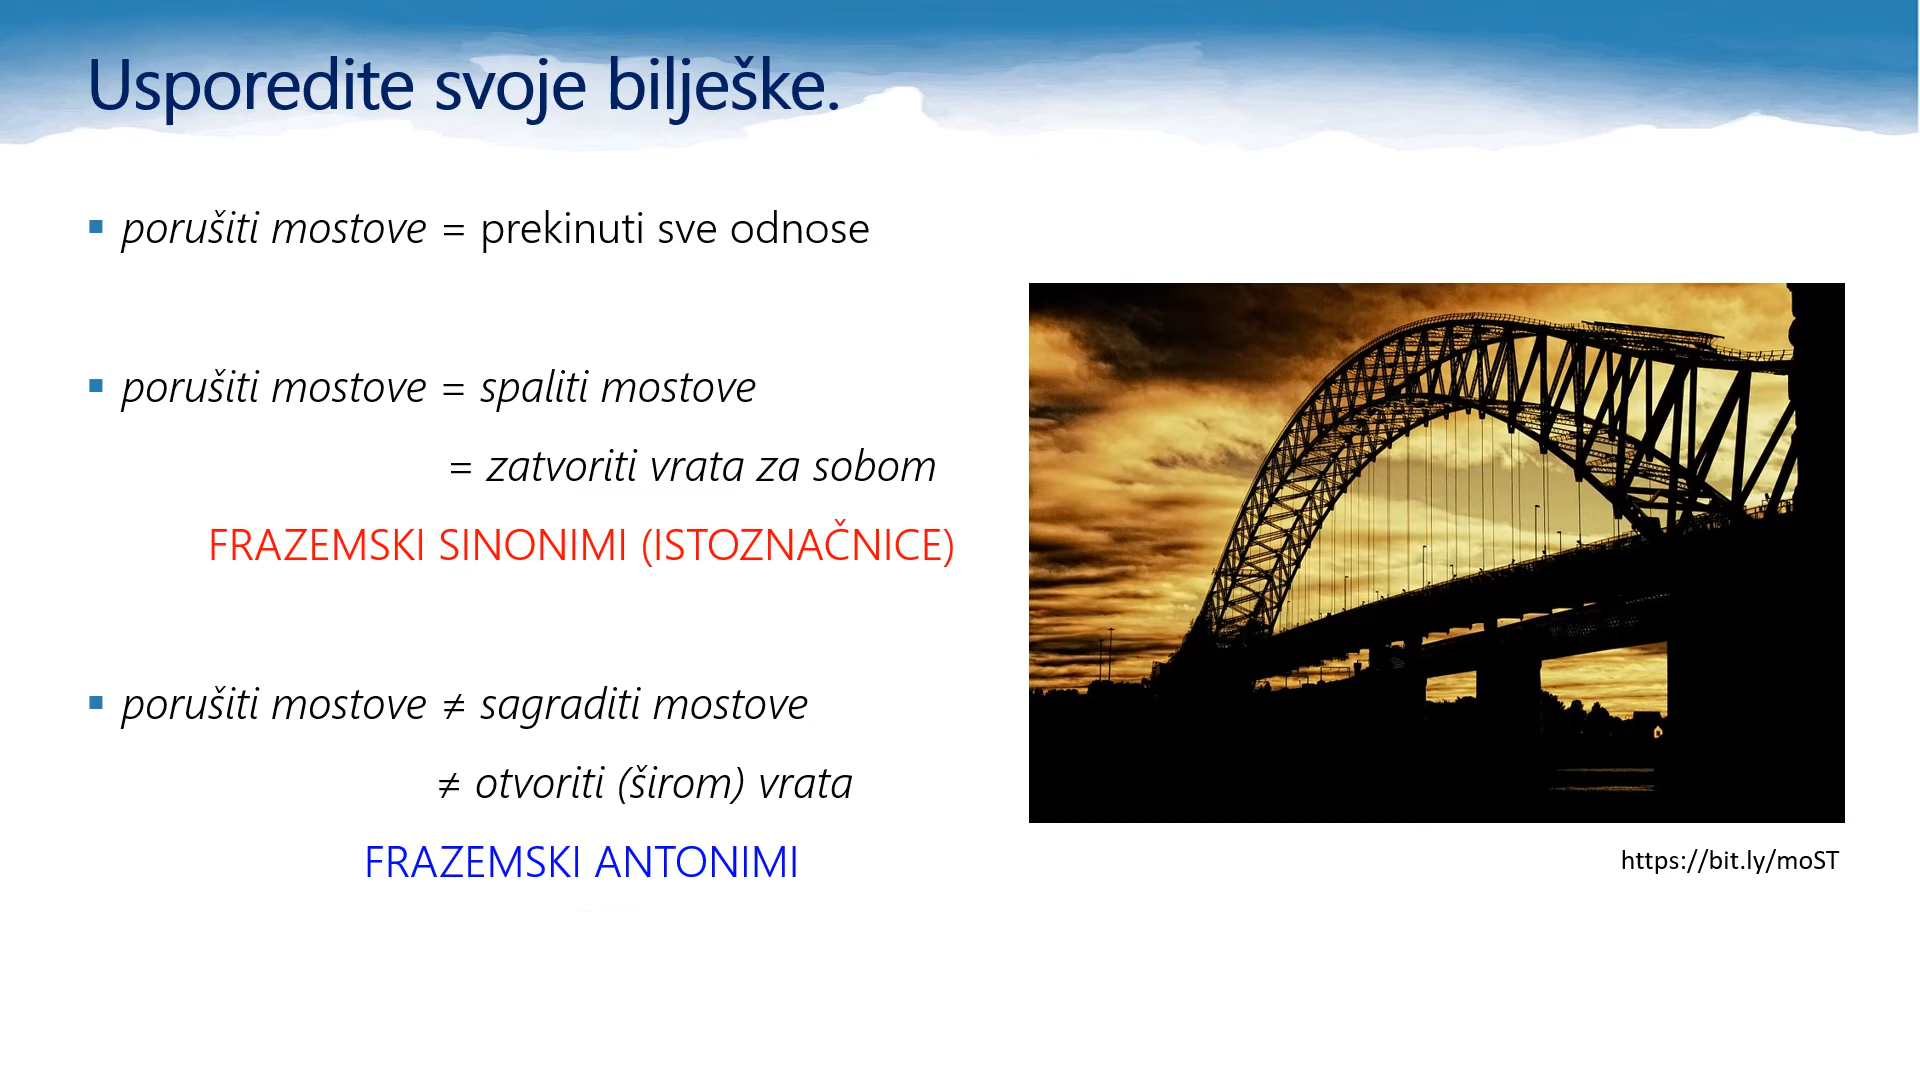 Usporedite svoje bilješke.
▪ porušiti mostove = prekinuti sve odnose
▪ porušiti mostove = spaliti mostove
= zatvoriti vrata za sobom
FRAZEMSKI SINONIMI (ISTOZNAČNICE)
▪ porušiti mostove ≠ sagraditi mostove
≠ otvoriti (širom) vrata
FRAZEMSKI ANTONIMI
https://bit.ly/moST